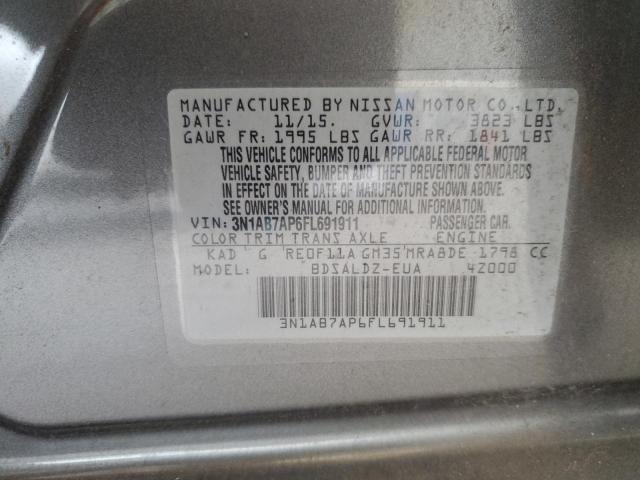 MANUFACTURED BY NISSAN MOTOR CO., LTD.
DATE: 11/15. GVWR: 3823 LBS
GAWR FR: 1995 LBS GAWR RR: 1841 LBS
THIS VEHICLE CONFORMS TO ALL APPLICABLE FEDERAL MOTOR
VEHICLE SAFETY, BUMPER AND THEFT PREVENTION STANDARDS
IN EFFECT ON THE DATE OF MANUFACTURE SHOWN ABOVE.
SEE OWNER'S MANUAL FOR ADDITIONAL INFORMATION.
VIN: 3N1AB7AP6FL691911 PASSENGER CAR.
COLOR TRIM TRANS AXLE ENGINE
KAD G RE0F11A GH35 MRA8DE 1798 CC
MODEL: BDSALDZ-EUA 42000
3N1AB7AP6FL691911